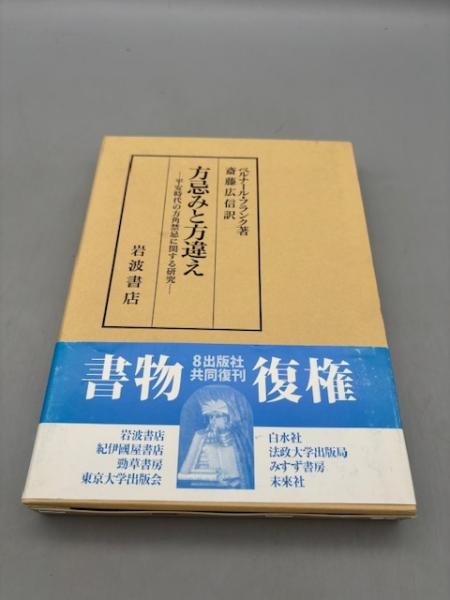 ベルナール・フランク著
斎藤広信訳
方忌みと方違え
―平安時代の方角禁忌に関する研究―
岩波書店
書物
8出版社
共同復刊
復権
岩波書店
紀伊國屋書店
勁草書房
東京大学出版会
白水社
法政大学出版局
みすず書房
未來社